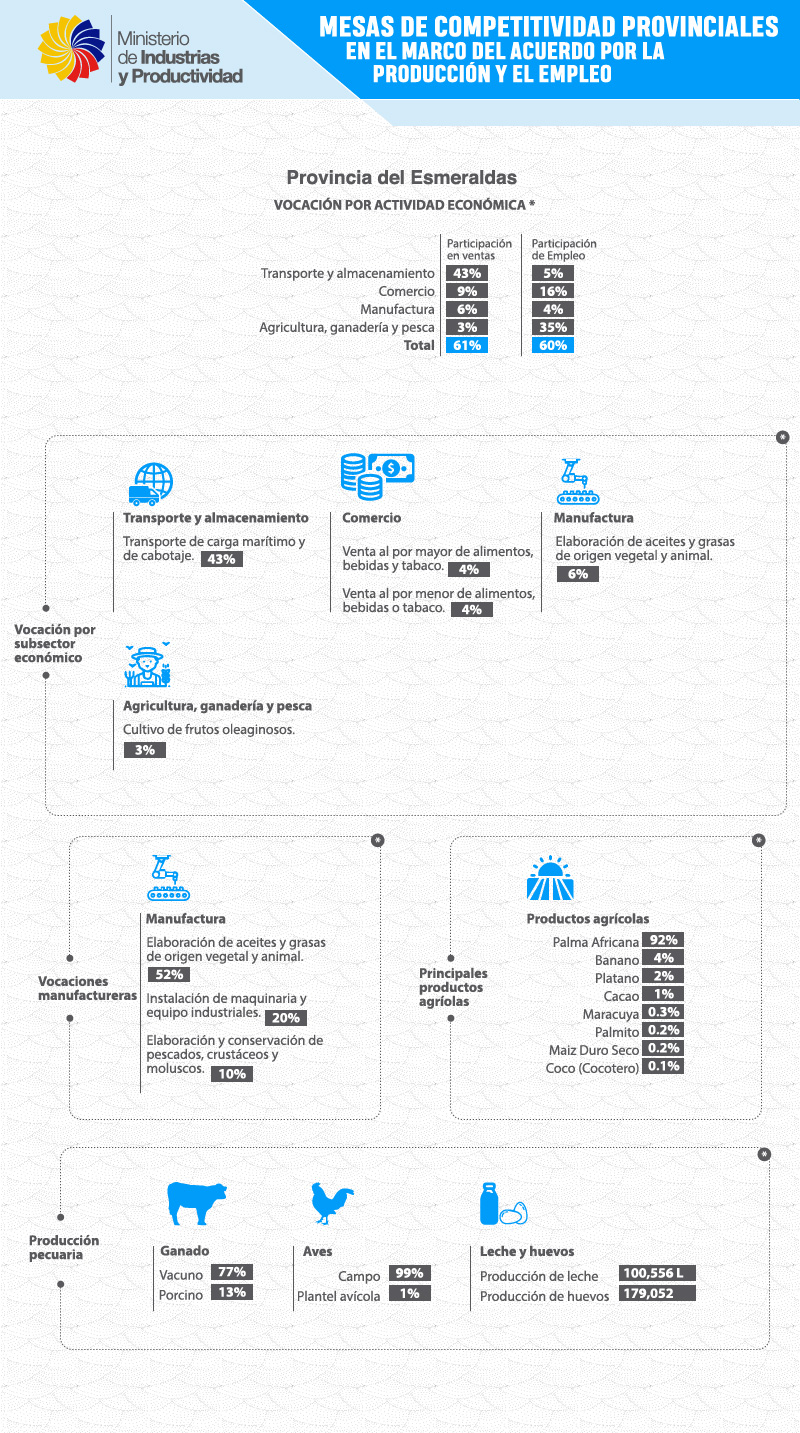 Ministerio
de Industrias
y Productividad
MESAS DE COMPETITIVIDAD PROVINCIALES
EN EL MARCO DEL ACUERDO POR LA
PRODUCCIÓN Y EL EMPLEO
Provincia del Esmeraldas
VOCACIÓN POR ACTIVIDAD ECONÓMICA *
Participación en ventas
Participación de Empleo
Transporte y almacenamiento 43% 5%
Comercio 9% 16%
Manufactura 6% 4%
Agricultura, ganadería y pesca 3% 35%
Total 61% 60%
*
Vocación por
subsector
económico
Transporte y almacenamiento
Transporte de carga marítimo y
de cabotaje. 43%
Comercio
Venta al por mayor de alimentos,
bebidas y tabaco. 4%
Venta al por menor de alimentos,
bebidas o tabaco. 4%
Manufactura
Elaboración de aceites y grasas
de origen vegetal y animal.
6%
Agricultura, ganadería y pesca
Cultivo de frutos oleaginosos.
3%
*
Vocaciones
manufactureras
Manufactura
Elaboración de aceites y grasas
de origen vegetal y animal.
52%
Instalación de maquinaria y
equipo industriales. 20%
Elaboración y conservación de
pescados, crustáceos y
moluscos. 10%
*
Principales
productos
agríolas
Productos agrícolas
Palma Africana 92%
Banano 4%
Platano 2%
Cacao 1%
Maracuya 0.3%
Palmito 0.2%
Maiz Duro Seco 0.2%
Coco (Cocotero) 0.1%
*
Producción
pecuaria
Ganado
Vacuno 77%
Porcino 13%
Aves
Campo 99%
Plantel avícola 1%
Leche y huevos
Producción de leche 100,556 L
Producción de huevos 179,052